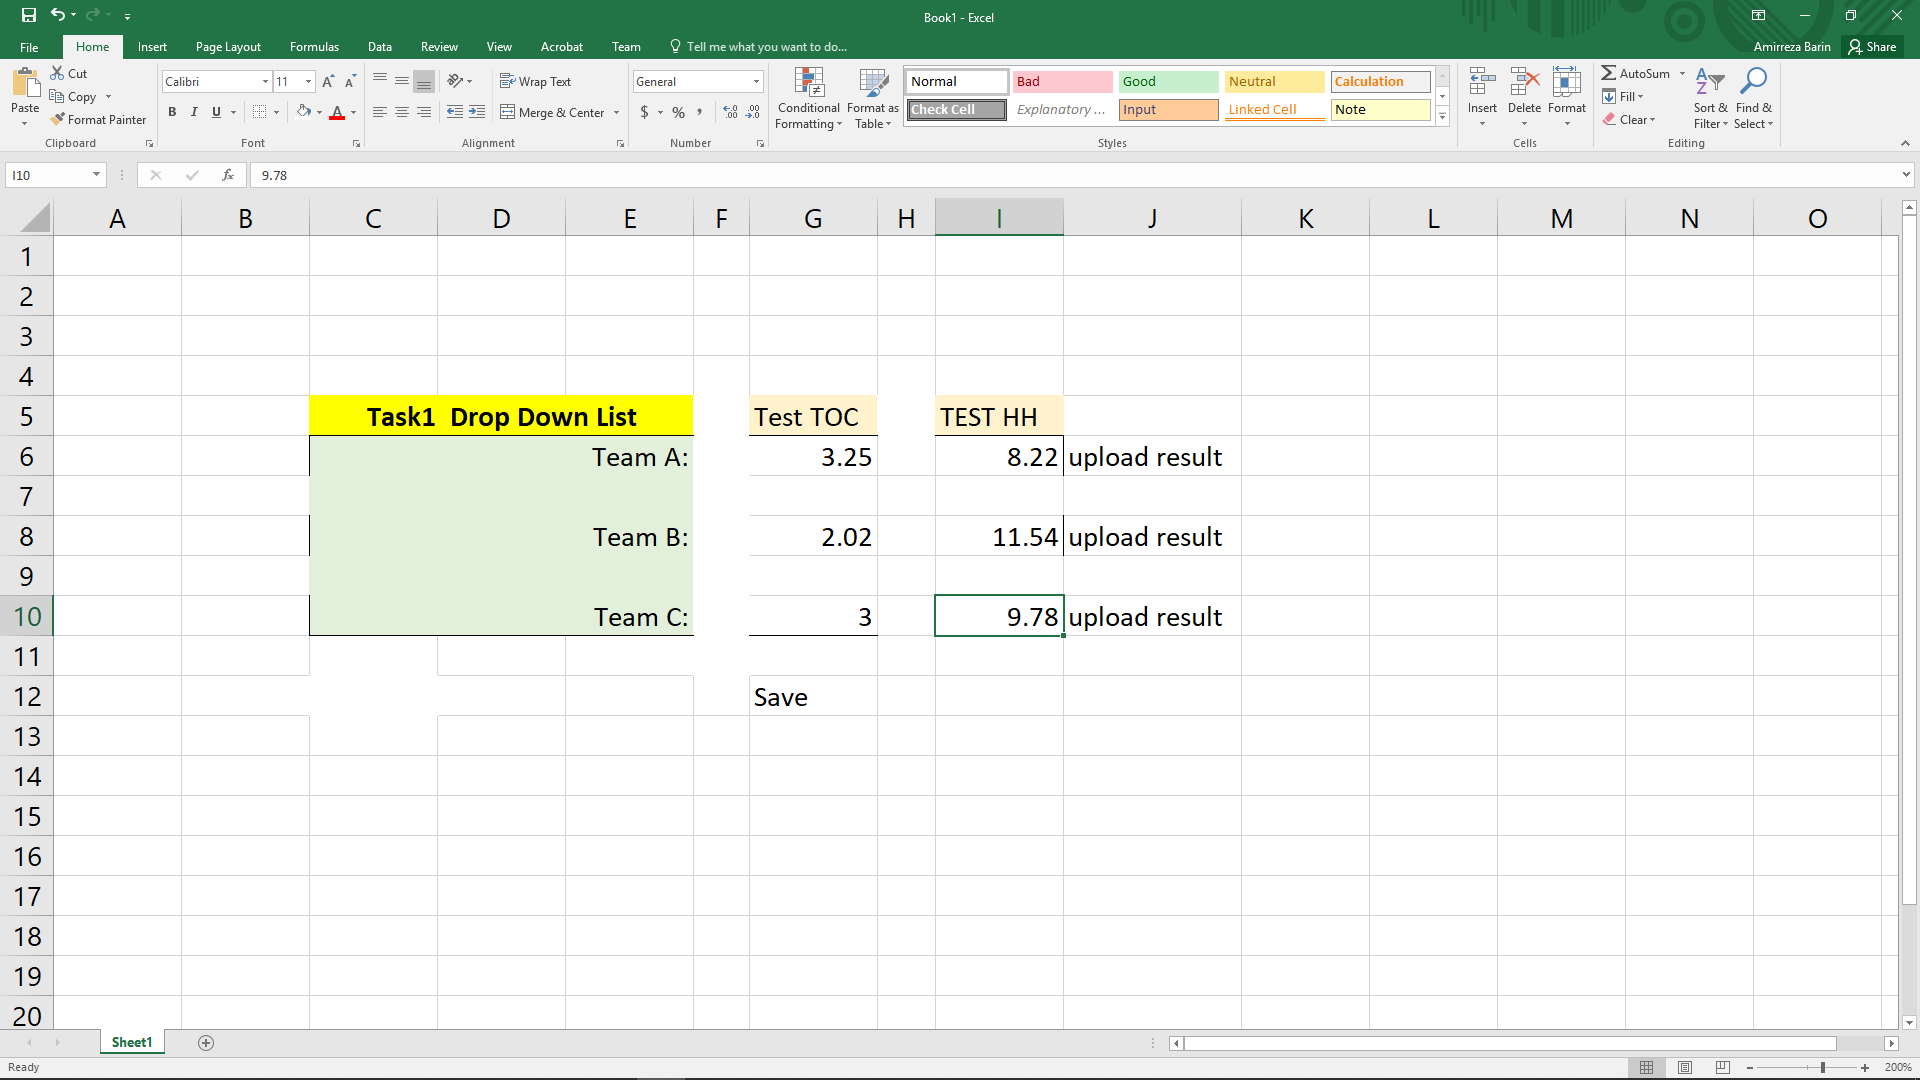 Book1 - Excel
File Home Insert Page Layout Formulas Data Review View Acrobat Team Tell me what you want to do... Amirreza Barin Share
Paste Cut Copy Format Painter
Clipboard
Calibri 11
B I U
Font
Wrap Text
Merge & Center
Alignment
General
$ % ,
Number
Conditional Formatting
Format as Table
Normal Bad Good Neutral Calculation
Check Cell Explanatory ... Input Linked Cell Note
Styles
Insert Delete Format
Cells
AutoSum
Fill
Clear
Sort & Filter
Find & Select
Editing
I10 fx 9.78
A B C D E F G H I J K L M N O
1
2
3
4
5 Task1 Drop Down List Test TOC TEST HH
6 Team A: 3.25 8.22 upload result
7
8 Team B: 2.02 11.54 upload result
9
10 Team C: 3 9.78 upload result
11
12 Save
13
14
15
16
17
18
19
20
Sheet1
Ready 200%